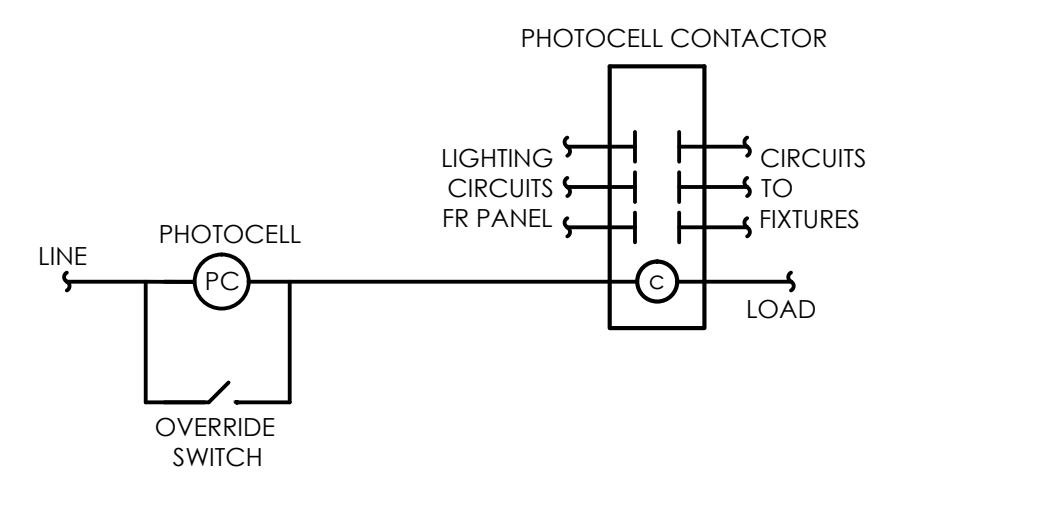 PHOTOCELL CONTACTOR
LIGHTING
CIRCUITS
FR PANEL
CIRCUITS
TO
FIXTURES
PHOTOCELL
LINE
PC
C
LOAD
OVERRIDE
SWITCH